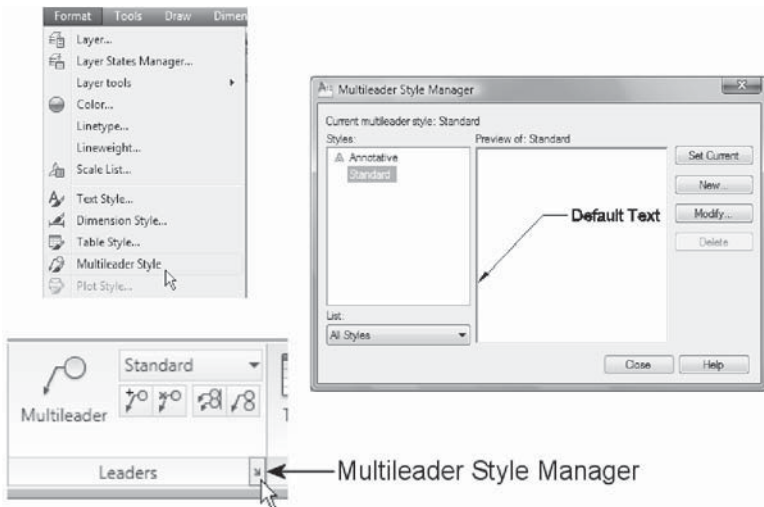 Format Tools Draw Dimen
Layer...
Layer States Manager...
Layer tools
Color...
Linetype...
Lineweight...
Scale List...
Text Style...
Dimension Style...
Table Style...
Multileader Style
Plot Style...
Multileader Style Manager
Current multileader style: Standard
Styles:
Preview of: Standard
Annotative
Standard
Default Text
Set Current
New...
Modify...
Delete
List:
All Styles
Close Help
Standard
Multileader
Leaders
Multileader Style Manager